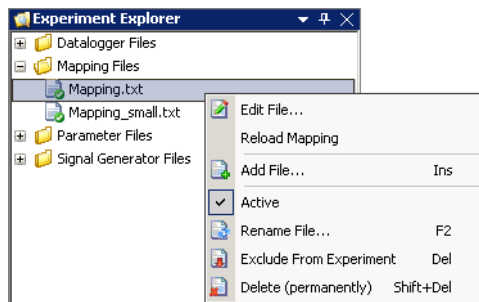 Experiment Explorer
Datalogger Files
Mapping Files
Mapping.txt
Mapping_small.txt
Parameter Files
Signal Generator Files
Edit File...
Reload Mapping
Add File... Ins
Active
Rename File... F2
Exclude From Experiment Del
Delete (permanently) Shift+Del